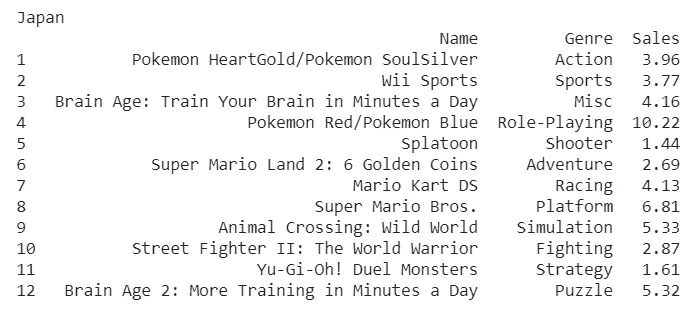 Japan
Name Genre Sales
1 Pokemon HeartGold/Pokemon SoulSilver Action 3.96
2 Wii Sports Sports 3.77
3 Brain Age: Train Your Brain in Minutes a Day Misc 4.16
4 Pokemon Red/Pokemon Blue Role-Playing 10.22
5 Splatoon Shooter 1.44
6 Super Mario Land 2: 6 Golden Coins Adventure 2.69
7 Mario Kart DS Racing 4.13
8 Super Mario Bros. Platform 6.81
9 Animal Crossing: Wild World Simulation 5.33
10 Street Fighter II: The World Warrior Fighting 2.87
11 Yu-Gi-Oh! Duel Monsters Strategy 1.61
12 Brain Age 2: More Training in Minutes a Day Puzzle 5.32